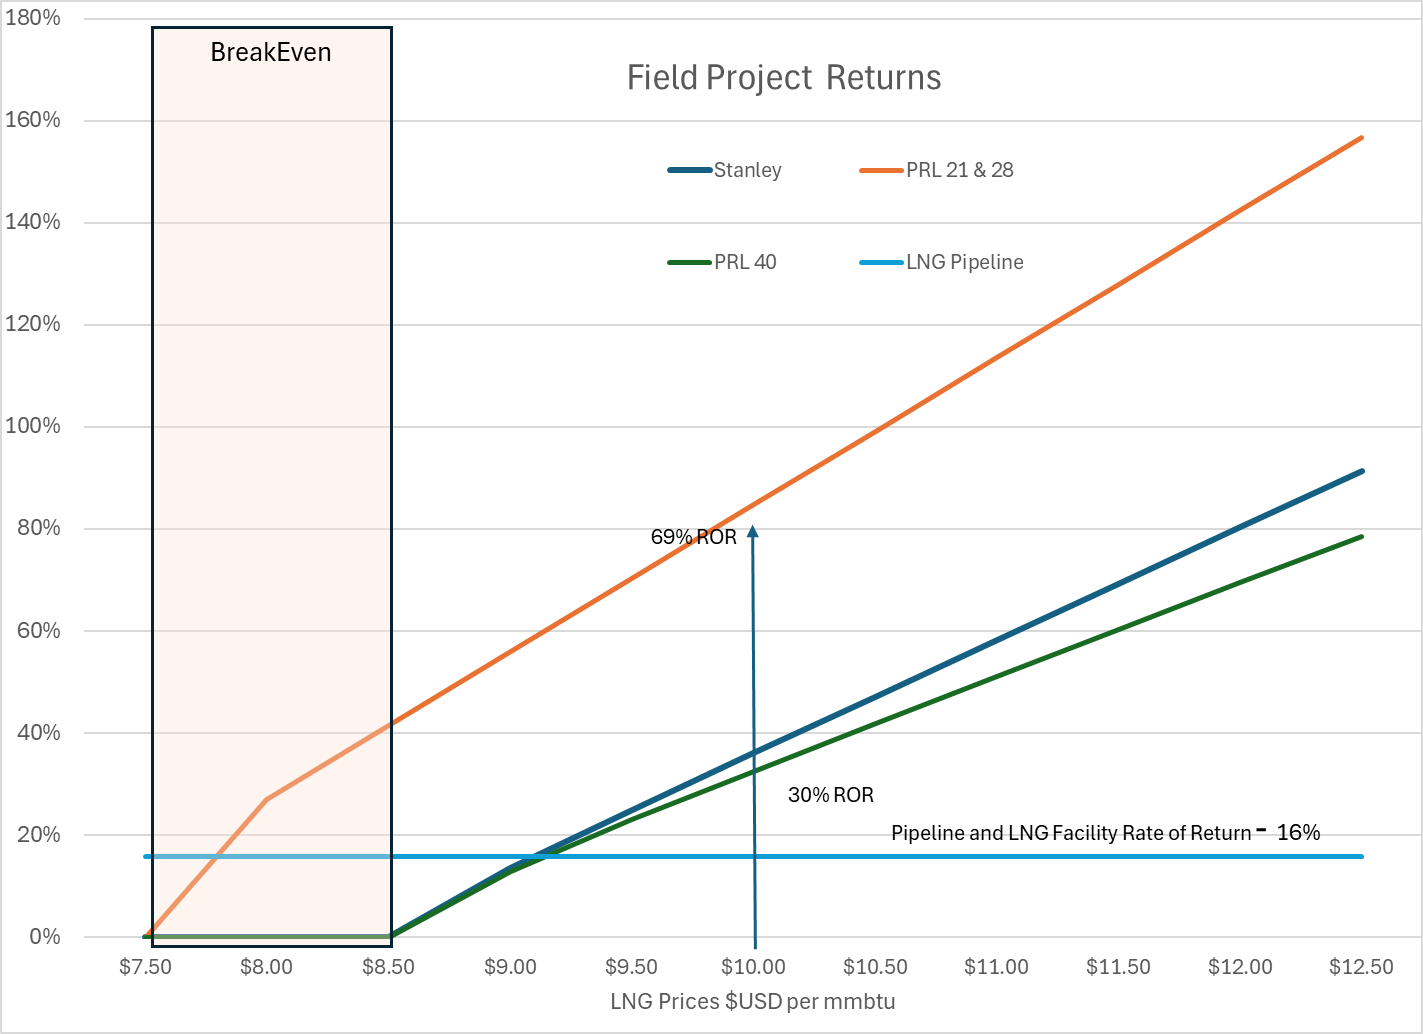 180%
BreakEven
Field Project Returns
160%
Stanley
PRL 21 & 28
140%
PRL 40
LNG Pipeline
120%
100%
80%
69% ROR
60%
40%
30% ROR
20%
Pipeline and LNG Facility Rate of Return - 16%
0%
$7.50 $8.00 $8.50 $9.00 $9.50 $10.00 $10.50 $11.00 $11.50 $12.00 $12.50
LNG Prices $USD per mmbtu